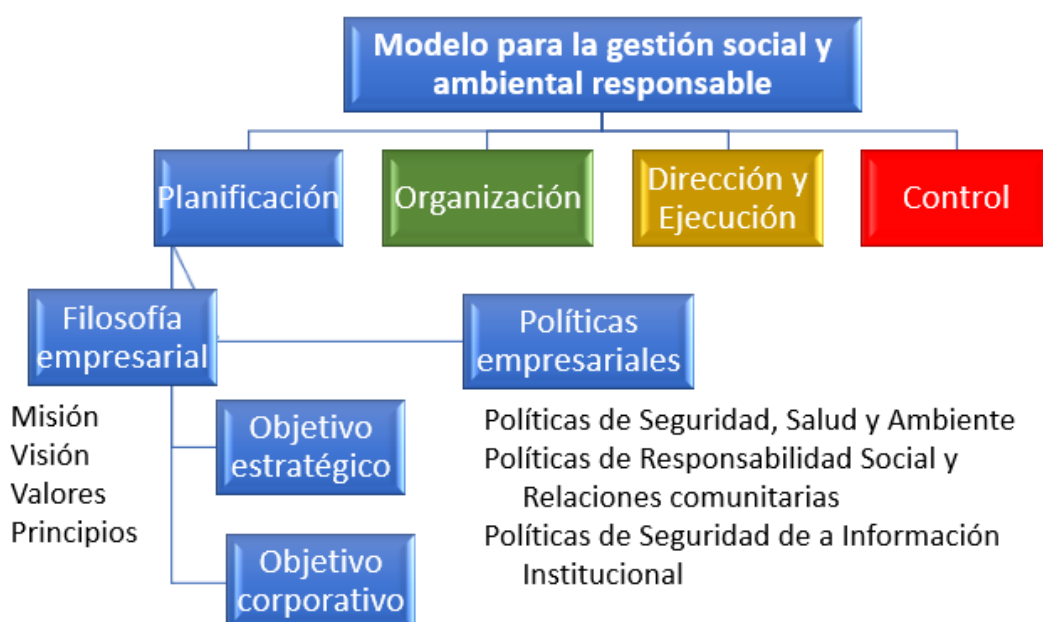 Modelo para la gestión social y
ambiental responsable
Planificación
Organización
Dirección y
Ejecución
Control
Filosofía
empresarial
Políticas
empresariales
Misión
Visión
Valores
Principios
Objetivo
estratégico
Objetivo
corporativo
Políticas de Seguridad, Salud y Ambiente
Políticas de Responsabilidad Social y
Relaciones comunitarias
Políticas de Seguridad de a Información
Institucional